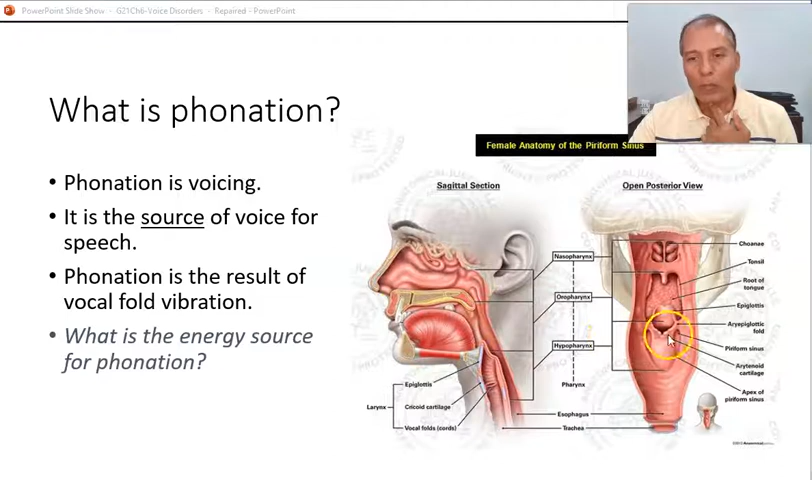 PowerPoint Slide Show - G21Ch6-Voice Disorders - Repaired - PowerPoint
What is phonation?
• Phonation is voicing.
• It is the source of voice for
speech.
• Phonation is the result of
vocal fold vibration.
• What is the energy source
for phonation?
Female Anatomy of the Piriform Sinus
Sagittal Section
Open Posterior View
Nasopharynx
Oropharynx
Hypopharynx
Pharynx
Larynx
Epiglottis
Cricoid cartilage
Vocal folds (cords)
Esophagus
Trachea
Choanae
Tonsil
Root of
tongue
Epiglottis
Aryepiglottic
fold
Piriform sinus
Arytenoid
cartilage
Apex of
piriform sinus